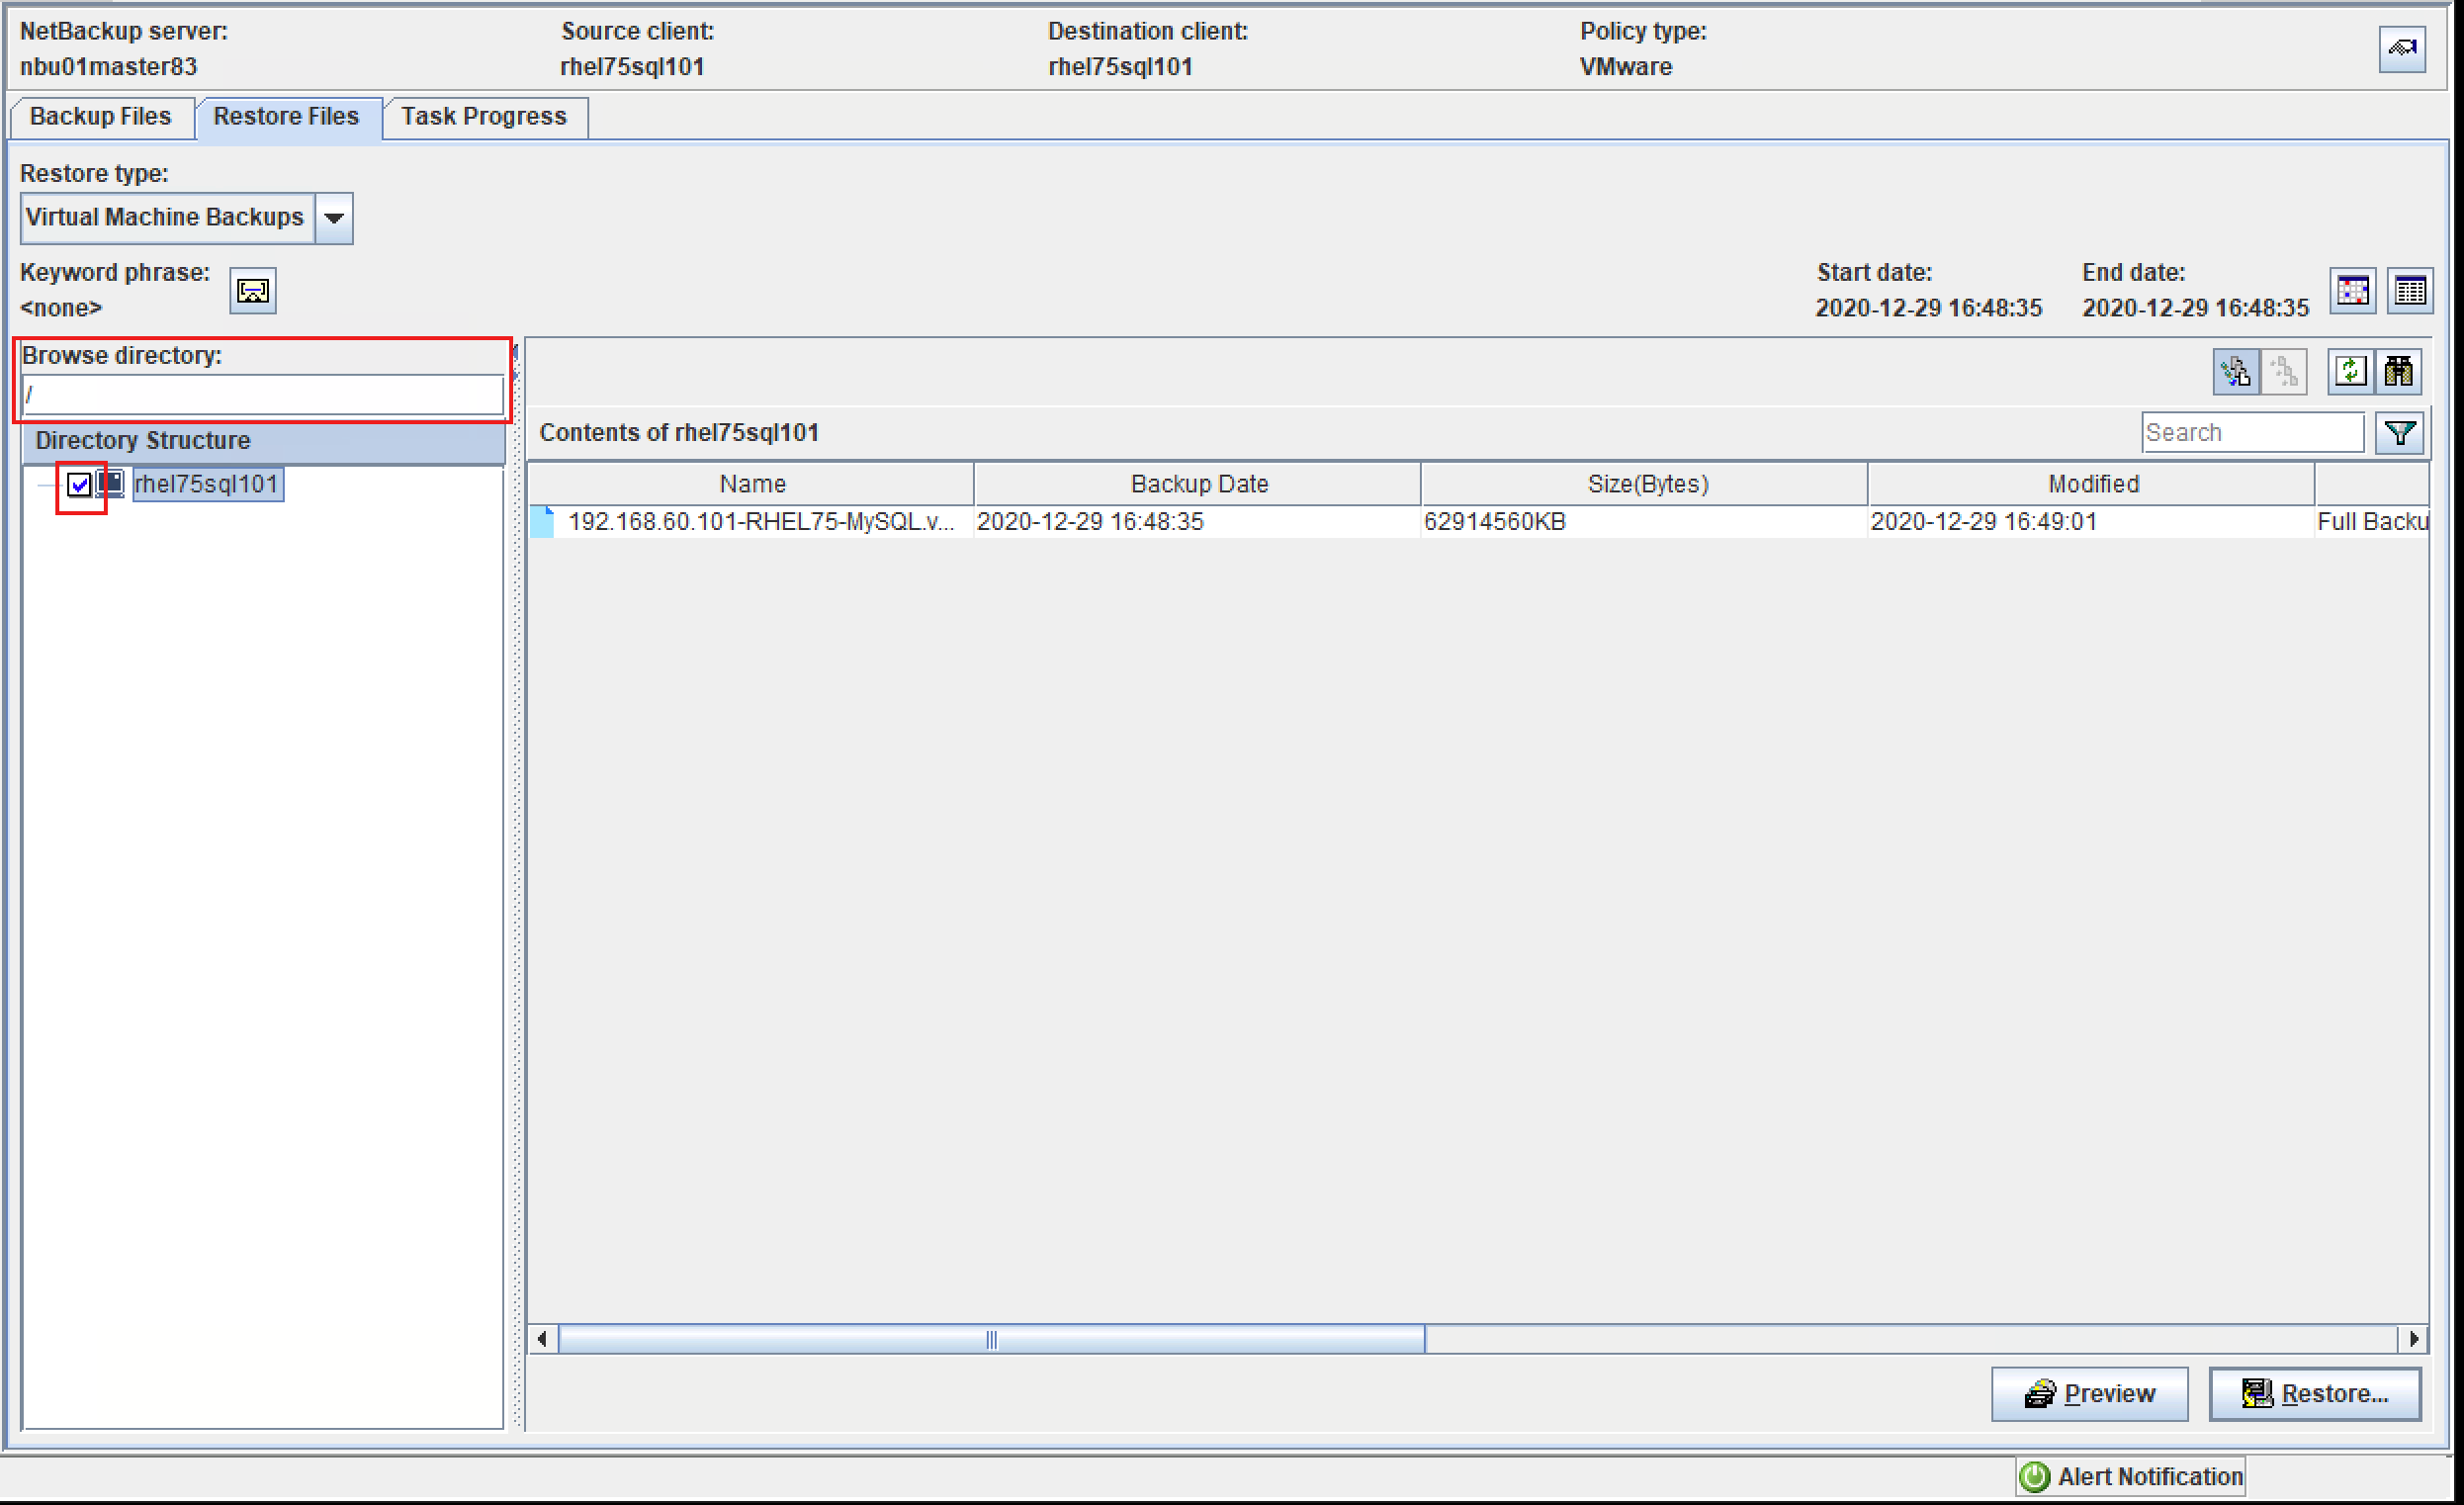 NetBackup server: Source client: Destination client: Policy type:
nbu01master83 rhel75sql101 rhel75sql101 VMware
Backup Files Restore Files Task Progress
Restore type:
Virtual Machine Backups
Keyword phrase: Start date: End date:
<none> 2020-12-29 16:48:35 2020-12-29 16:48:35
Browse directory:
/
Directory Structure
rhel75sql101
Contents of rhel75sql101 Search
Name Backup Date Size(Bytes) Modified
192.168.60.101-RHEL75-MySQL.v... 2020-12-29 16:48:35 62914560KB 2020-12-29 16:49:01 Full Backu
Preview Restore...
Alert Notification